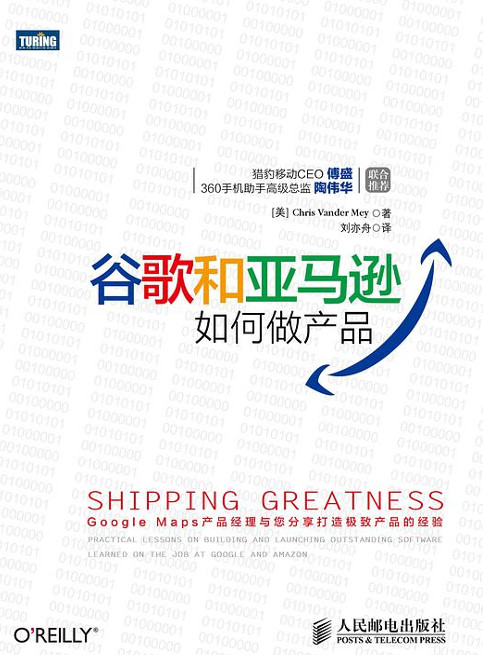 TURING
猎豹移动CEO 傅盛
360手机助手高级总监 陶伟华
联合
推荐
[美] Chris Vander Mey ○ 著
刘亦舟 ○ 译
谷歌和亚马逊
如何做产品
SHIPPING GREATNESS
Google Maps产品经理与您分享打造极致产品的经验
PRACTICAL LESSONS ON BUILDING AND LAUNCHING OUTSTANDING SOFTWARE
LEARNED ON THE JOB AT GOOGLE AND AMAZON
O'REILLY®
人民邮电出版社
POSTS & TELECOM PRESS